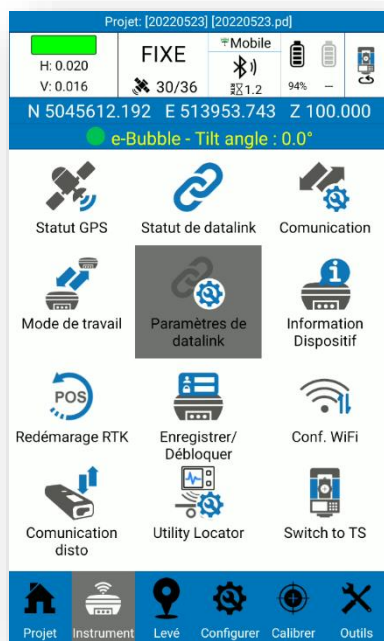 Projet: [20220523] [20220523.pd]
H: 0.020
V: 0.016
FIXE
30/36
Mobile
1.2
94%
--
N 5045612.192 E 513953.743 Z 100.000
e-Bubble - Tilt angle : 0.0°
Statut GPS
Statut de datalink
Comunication
Mode de travail
Paramètres de
datalink
Information
Dispositif
POS
Redémarage RTK
Enregistrer/
Débloquer
Conf. WiFi
Comunication
disto
Utility Locator
Switch to TS
Projet
Instrument
Levé
Configurer
Calibrer
Outils